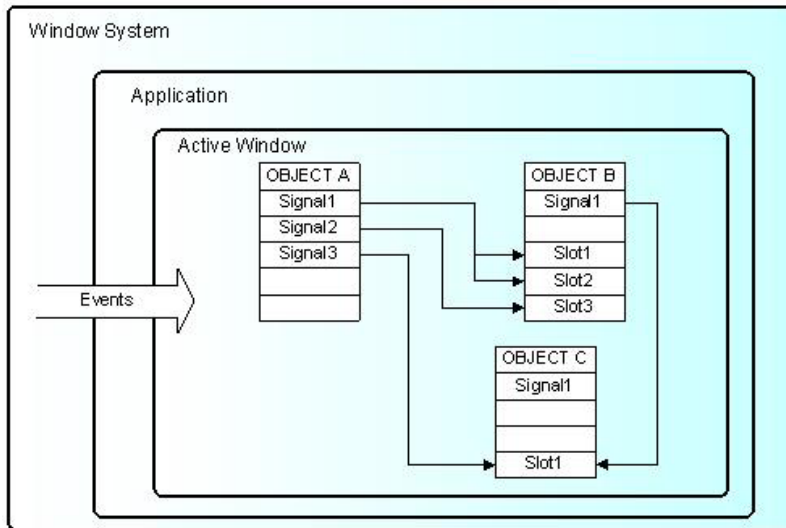 Window System
Application
Active Window
OBJECT A
Signal1
Signal2
Signal3
OBJECT B
Signal1
Slot1
Slot2
Slot3
Events
OBJECT C
Signal1
Slot1